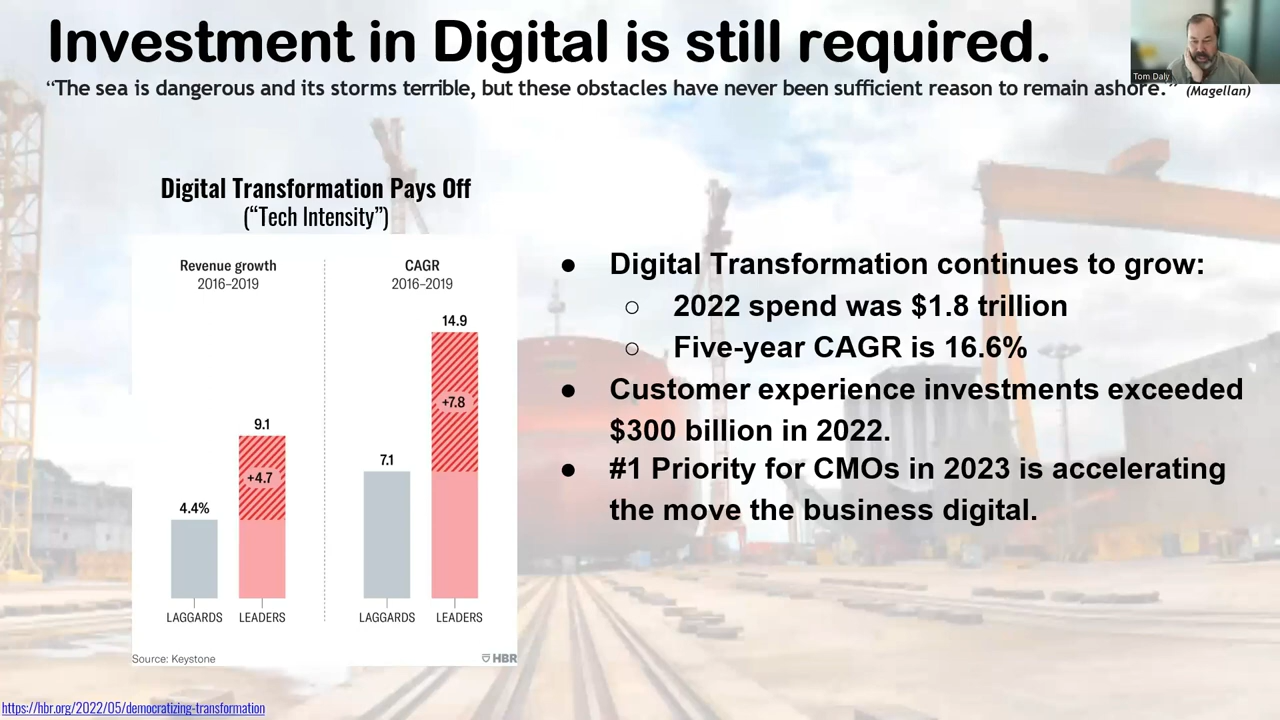 Investment in Digital is still required.
Tom Daly
“The sea is dangerous and its storms terrible, but these obstacles have never been sufficient reason to remain ashore.” (Magellan)
Digital Transformation Pays Off
(“Tech Intensity”)
Revenue growth
2016–2019
4.4%
9.1
+4.7
LAGGARDS
LEADERS
CAGR
2016–2019
7.1
14.9
+7.8
LAGGARDS
LEADERS
Source: Keystone
HBR
● Digital Transformation continues to grow:
○ 2022 spend was $1.8 trillion
○ Five-year CAGR is 16.6%
● Customer experience investments exceeded
$300 billion in 2022.
● #1 Priority for CMOs in 2023 is accelerating
the move the business digital.
https://hbr.org/2022/05/democratizing-transformation